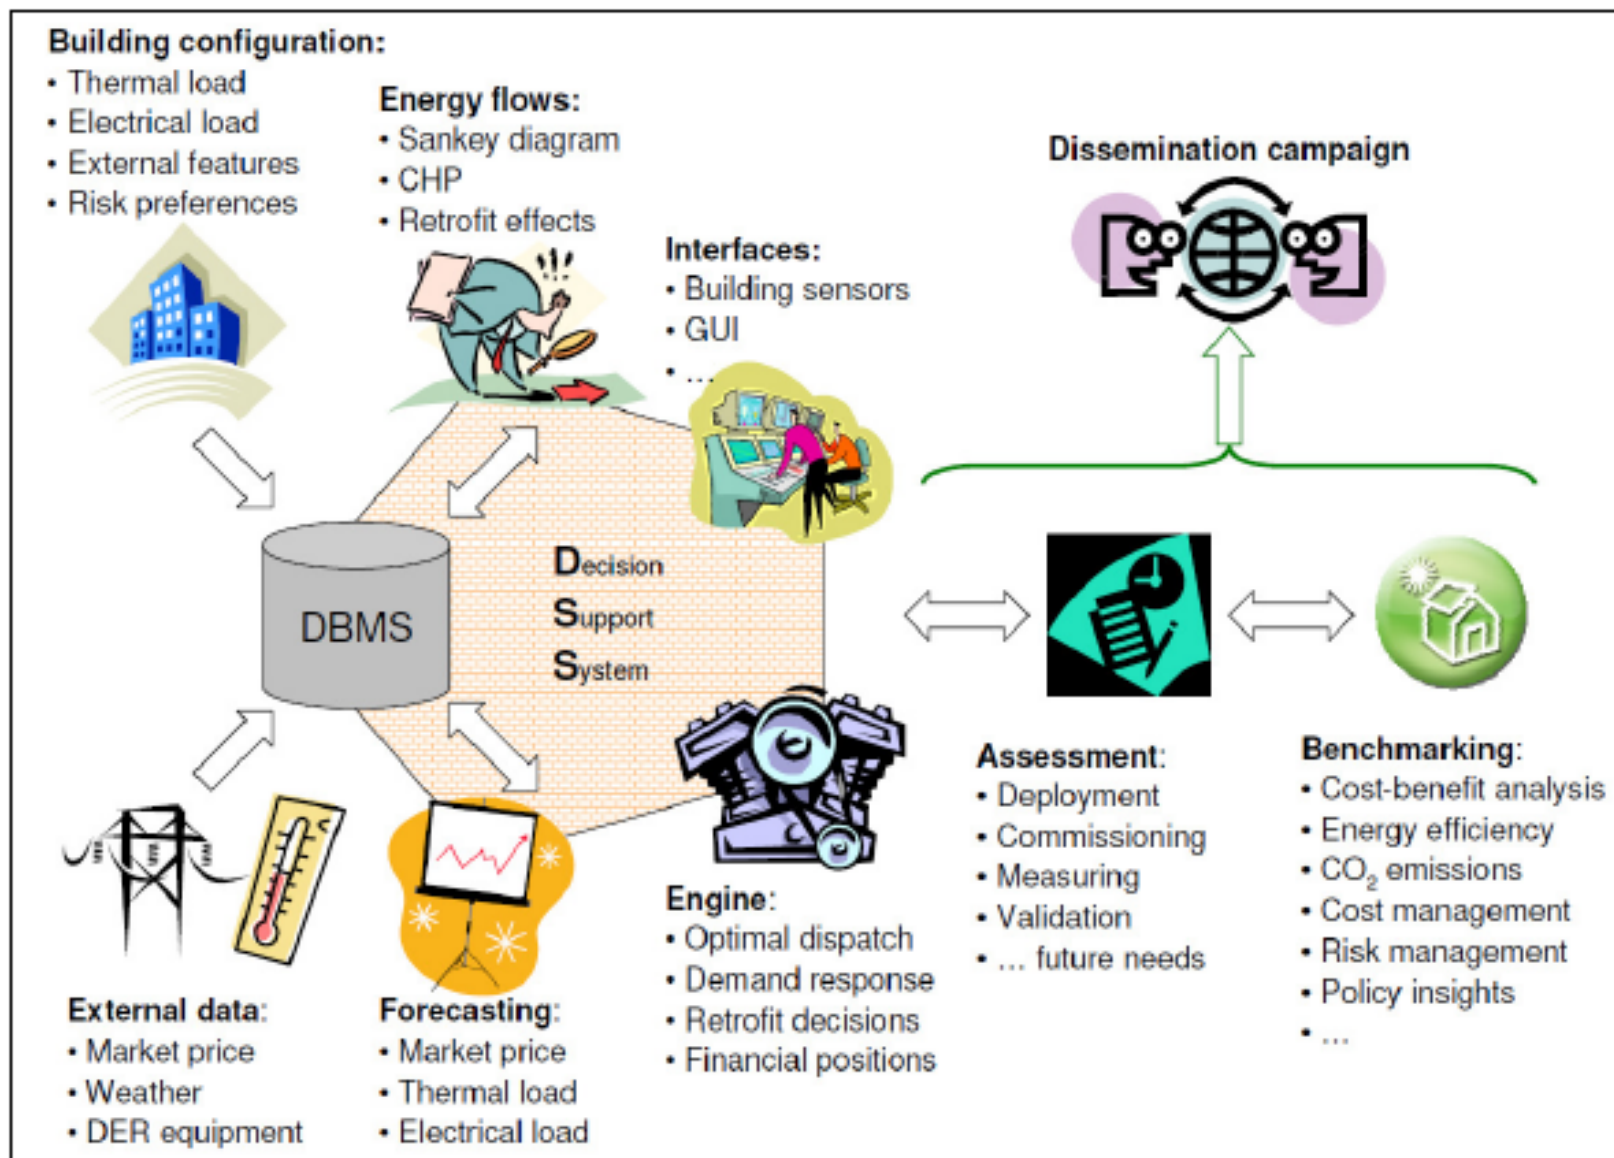 Building configuration:
• Thermal load
• Electrical load
• External features
• Risk preferences
Energy flows:
• Sankey diagram
• CHP
• Retrofit effects
Interfaces:
• Building sensors
• GUI
• ...
Dissemination campaign
DBMS
Decision
Support
System
External data:
• Market price
• Weather
• DER equipment
Forecasting:
• Market price
• Thermal load
• Electrical load
Engine:
• Optimal dispatch
• Demand response
• Retrofit decisions
• Financial positions
Assessment:
• Deployment
• Commissioning
• Measuring
• Validation
• ... future needs
Benchmarking:
• Cost-benefit analysis
• Energy efficiency
• CO₂ emissions
• Cost management
• Risk management
• Policy insights
• ...